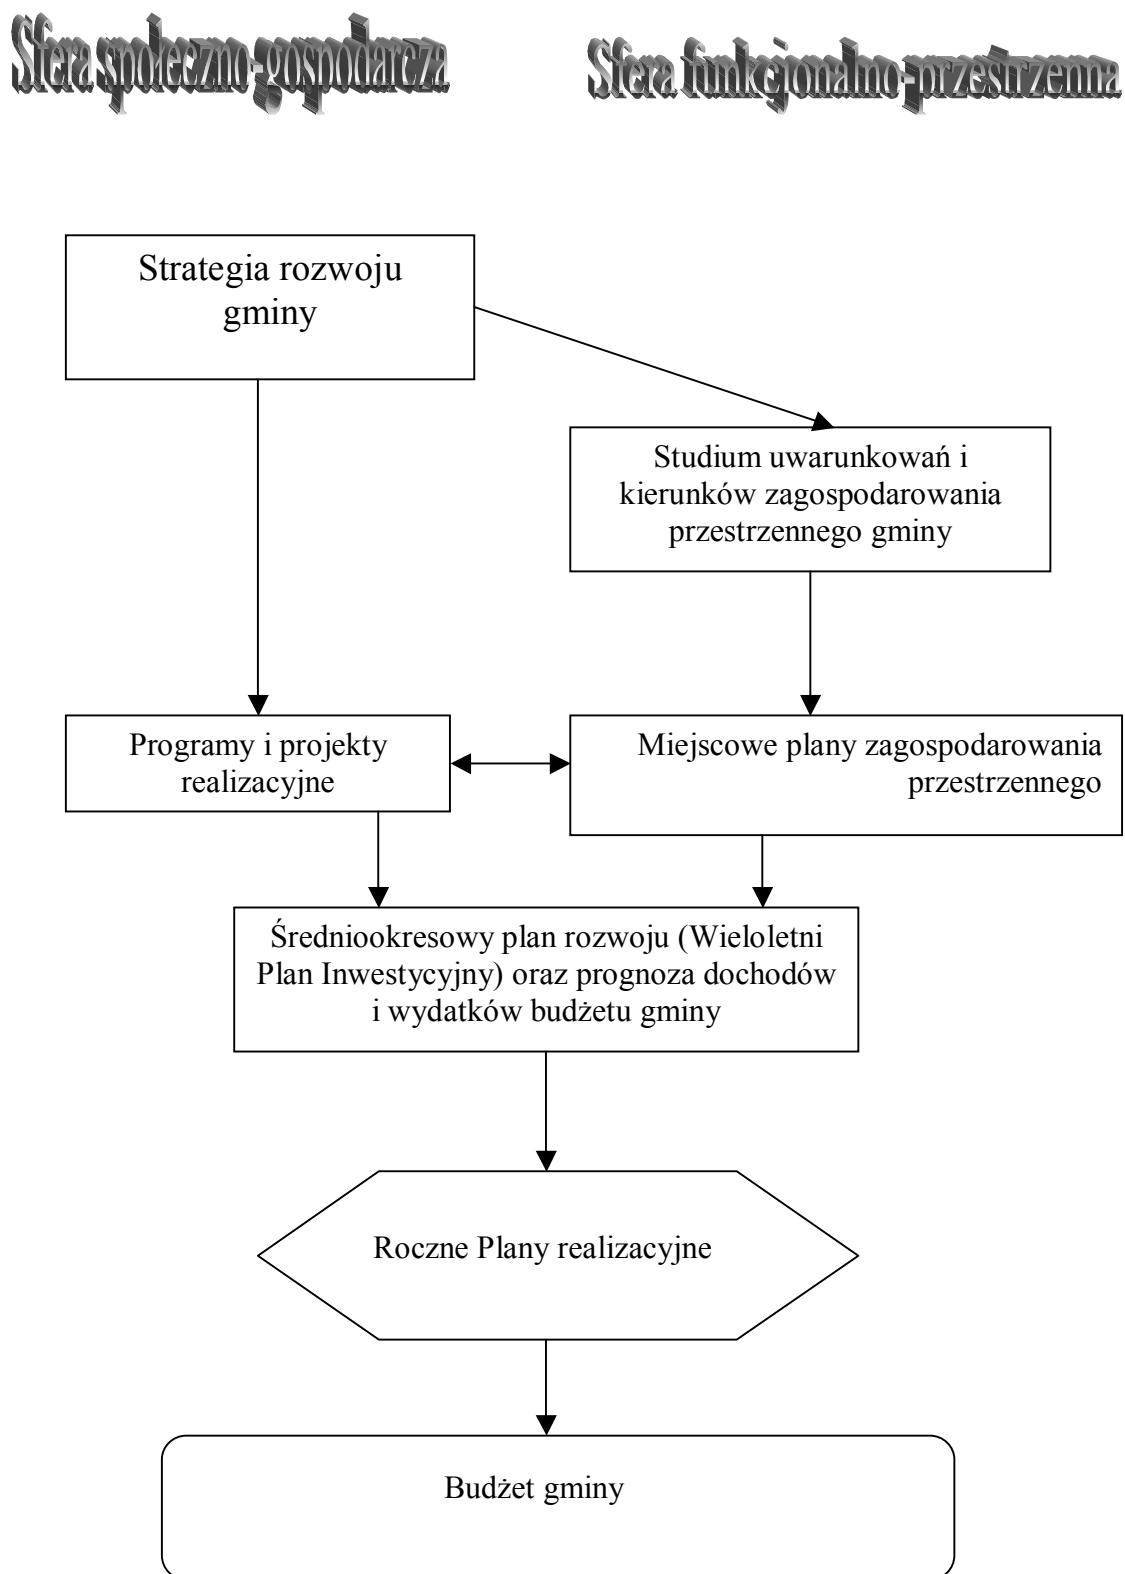 Sfera społeczno-gospodarcza
Sfera funkcjonalno-przestrzenna
Strategia rozwoju
gminy
Studium uwarunkowań i
kierunków zagospodarowania
przestrzennego gminy
Programy i projekty
realizacyjne
Miejscowe plany zagospodarowania
przestrzennego
Średniookresowy plan rozwoju (Wieloletni
Plan Inwestycyjny) oraz prognoza dochodów
i wydatków budżetu gminy
Roczne Plany realizacyjne
Budżet gminy